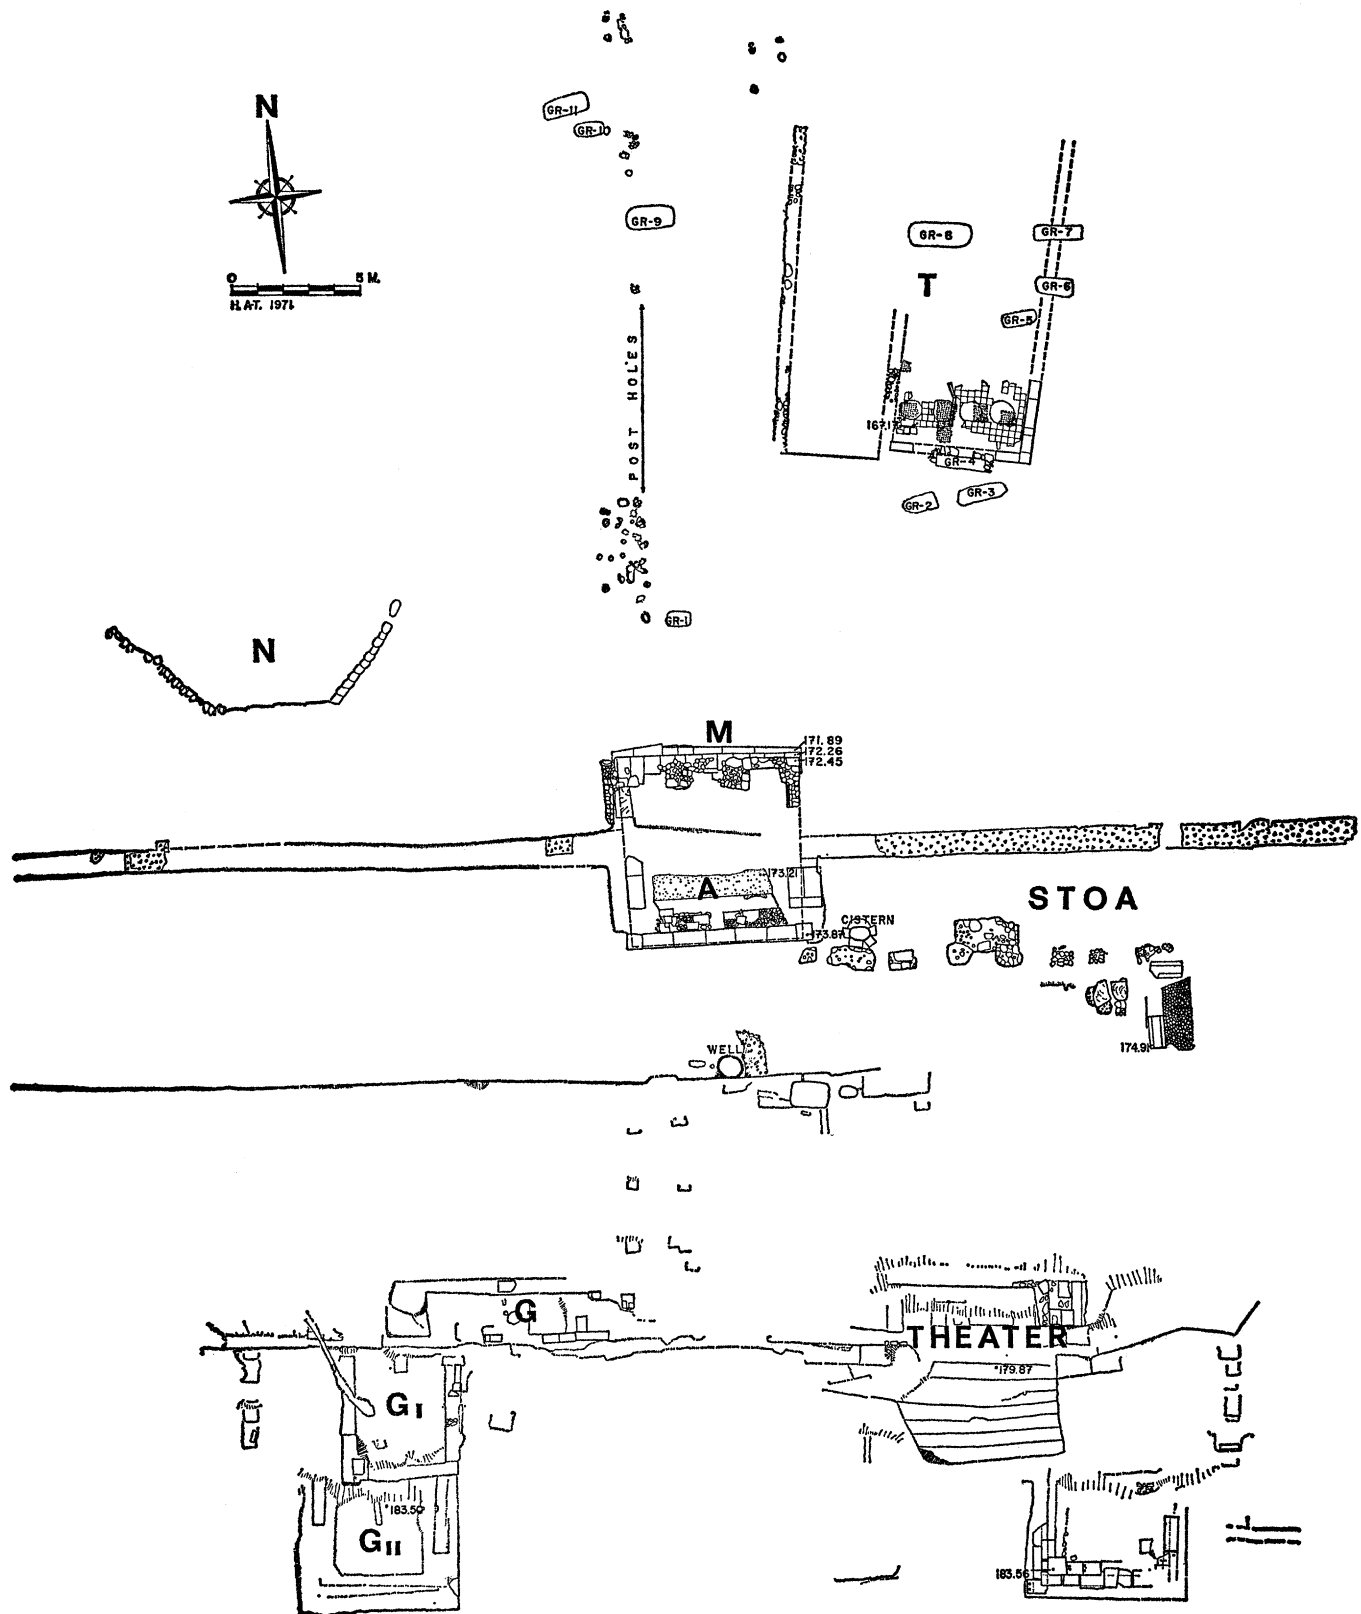 N
GR-11
GR-10
GR-9
0 5 M.
H.A.T. 1971
GR-8
GR-7
T
GR-6
GR-5
POST HOLES
167.17
GR-4
GR-3
GR-2
GR-1
N
M
171.89
172.26
172.45
173.21
A
STOA
CISTERN
173.87
WELL
174.91
G
THEATER
179.87
GI
183.50
GII
183.56